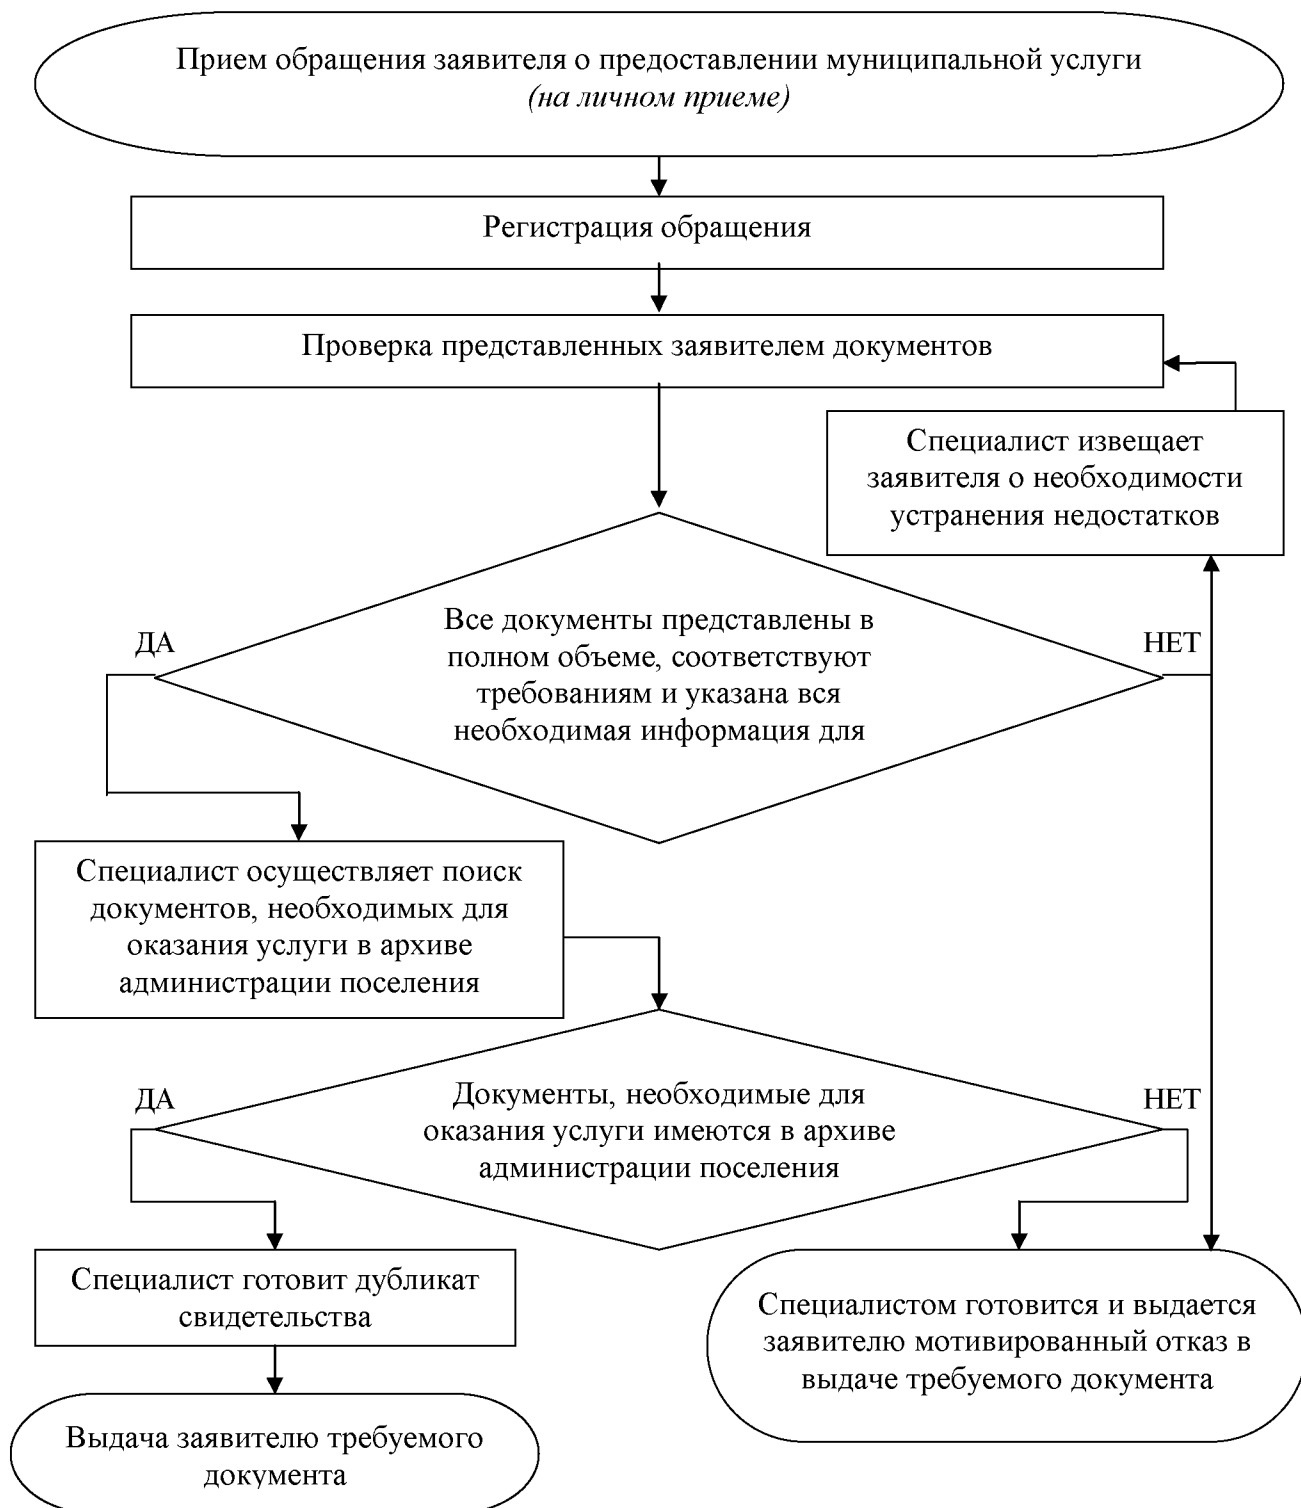 Прием обращения заявителя о предоставлении муниципальной услуги
(на личном приеме)
Регистрация обращения
Проверка представленных заявителем документов
Специалист извещает
заявителя о необходимости
устранения недостатков
Все документы представлены в
полном объеме, соответствуют
требованиям и указана вся
необходимая информация для
ДА
НЕТ
Специалист осуществляет поиск
документов, необходимых для
оказания услуги в архиве
администрации поселения
Документы, необходимые для
оказания услуги имеются в архиве
администрации поселения
ДА
НЕТ
Специалист готовит дубликат
свидетельства
Специалистом готовится и выдается
заявителю мотивированный отказ в
выдаче требуемого документа
Выдача заявителю требуемого
документа